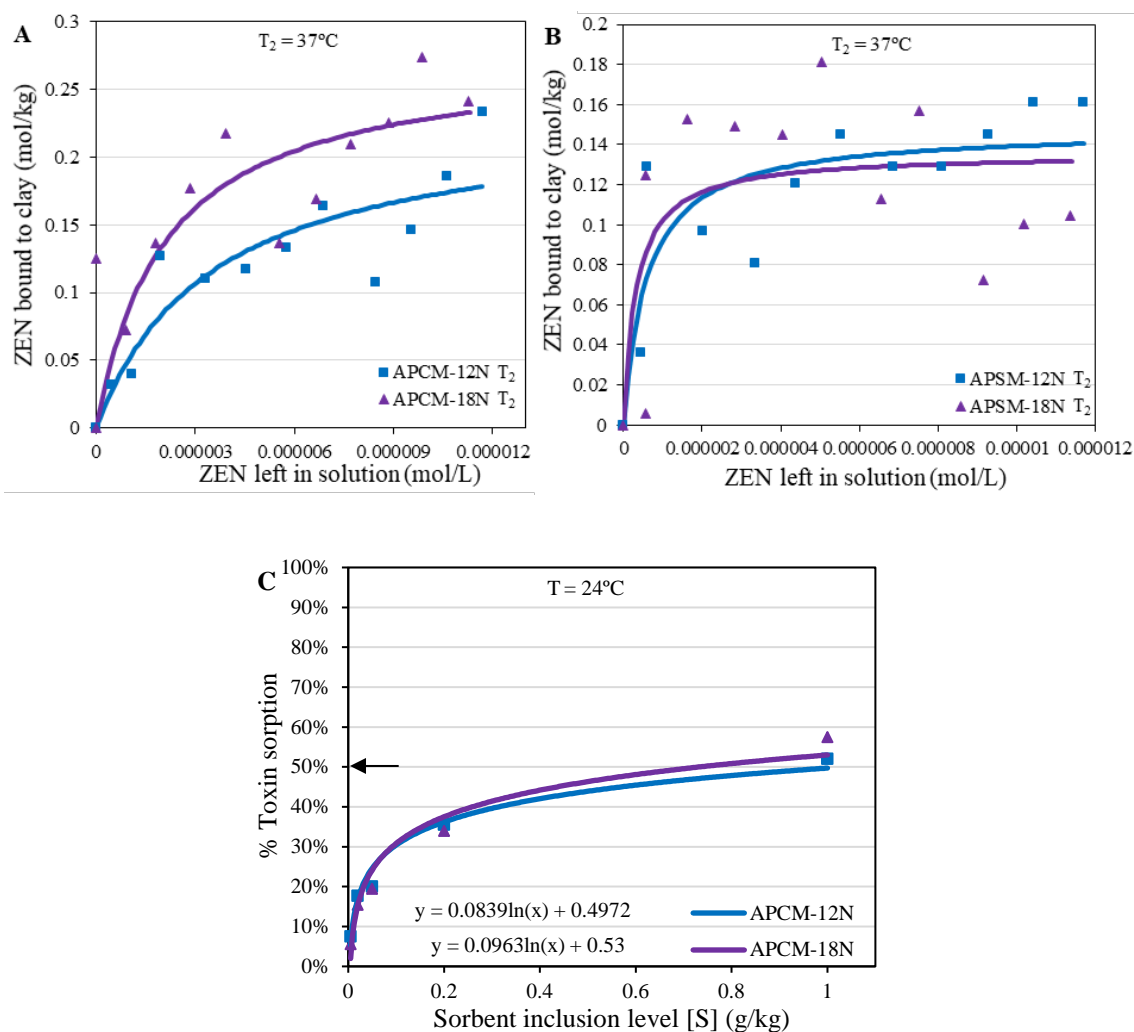 A
T₂ = 37°C
ZEN bound to clay (mol/kg)
0.3
0.25
0.2
0.15
0.1
0.05
0
APCM-12N T₂
APCM-18N T₂
0 0.000003 0.000006 0.000009 0.000012
ZEN left in solution (mol/L)
B
T₂ = 37°C
ZEN bound to clay (mol/kg)
0.2
0.18
0.16
0.14
0.12
0.1
0.08
0.06
0.04
0.02
0
APSM-12N T₂
APSM-18N T₂
0 0.000002 0.000004 0.000006 0.000008 0.00001 0.000012
ZEN left in solution (mol/L)
C
T = 24°C
% Toxin sorption
100%
90%
80%
70%
60%
50%
40%
30%
20%
10%
0%
y = 0.0839ln(x) + 0.4972
y = 0.0963ln(x) + 0.53
APCM-12N
APCM-18N
0 0.2 0.4 0.6 0.8 1
Sorbent inclusion level [S] (g/kg)